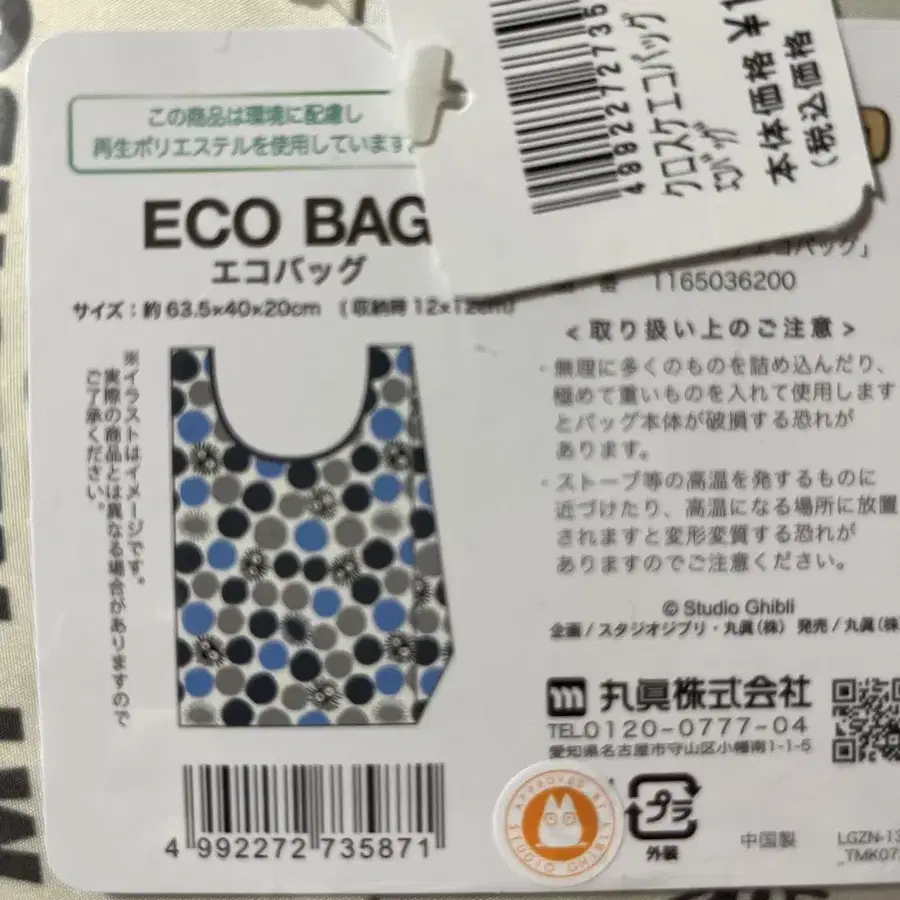 この商品は環境に配慮し
再生ポリエステルを使用しています。
ECO BAG
エコバッグ
サイズ：約63.5×40×20cm (収納時 12×12cm)
※イラストはイメージです。
実際の商品とは異なる場合がありますので
ご了承ください。
4 992272 735871
クロスケエコバッグ
本体価格 ¥1
(税込価格
エコバッグ」
番 1165036200
<取り扱い上のご注意>
・無理に多くのものを詰め込んだり、
極めて重いものを入れて使用します
とバッグ本体が破損する恐れが
あります。
・ストーブ等の高温を発するものに
近づけたり、高温になる場所に放置
されますと変形変質する恐れが
ありますのでご注意ください。
© Studio Ghibli
企画/スタジオジブリ・丸眞(株) 発売/丸眞(株
丸眞株式会社
TEL0120-0777-04
愛知県名古屋市守山区小幡南1-1-5
APPROVED BY STUDIO GHIBLI
プラ
外装
中国製
LGZN-13